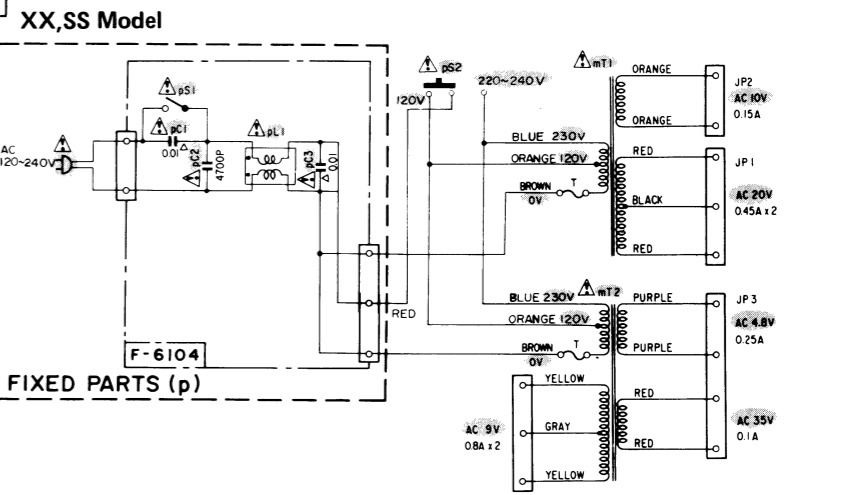 XX,SS Model
AC
120~240V
pS1
pC1
0.01
pC2
4700P
pL1
pC3
0.01
F-6104
FIXED PARTS (p)
RED
pS2
120V
220~240V
BLUE 230V
ORANGE 120V
BROWN
0V
T
mT1
ORANGE
ORANGE
JP2
AC 10V
0.15A
RED
BLACK
RED
JP1
AC 20V
0.45A x 2
BLUE 230V
ORANGE 120V
BROWN
0V
T
mT2
PURPLE
PURPLE
JP3
AC 4.8V
0.25A
RED
RED
AC 35V
0.1A
YELLOW
GRAY
YELLOW
AC 9V
0.8A x 2